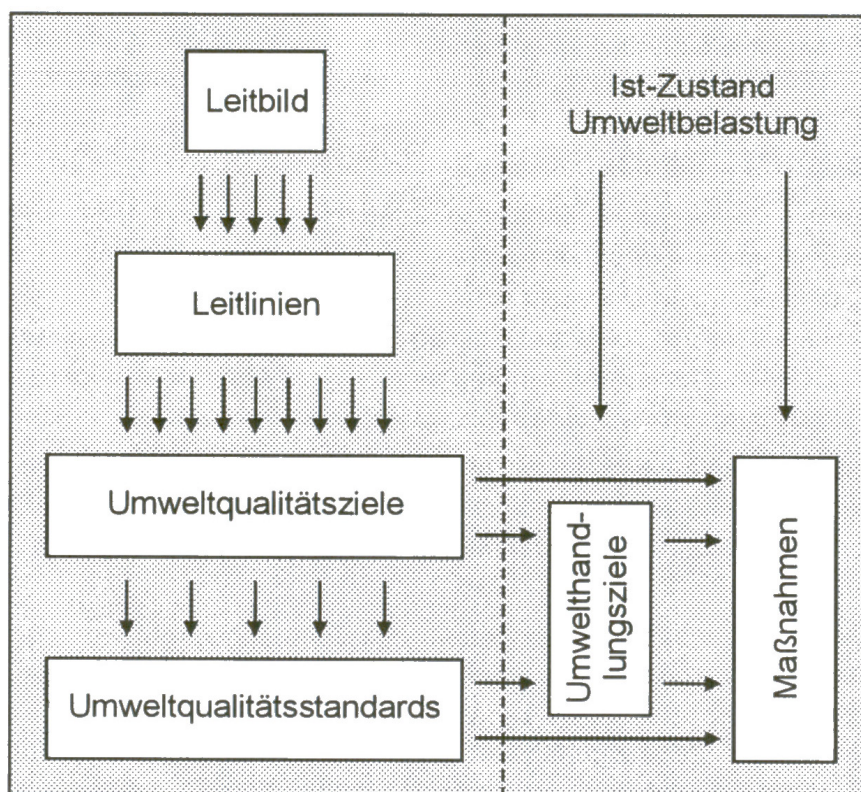 Leitbild
Ist-Zustand
Umweltbelastung
Leitlinien
Umweltqualitätsziele
Umwelthand-
lungsziele
Maßnahmen
Umweltqualitätsstandards